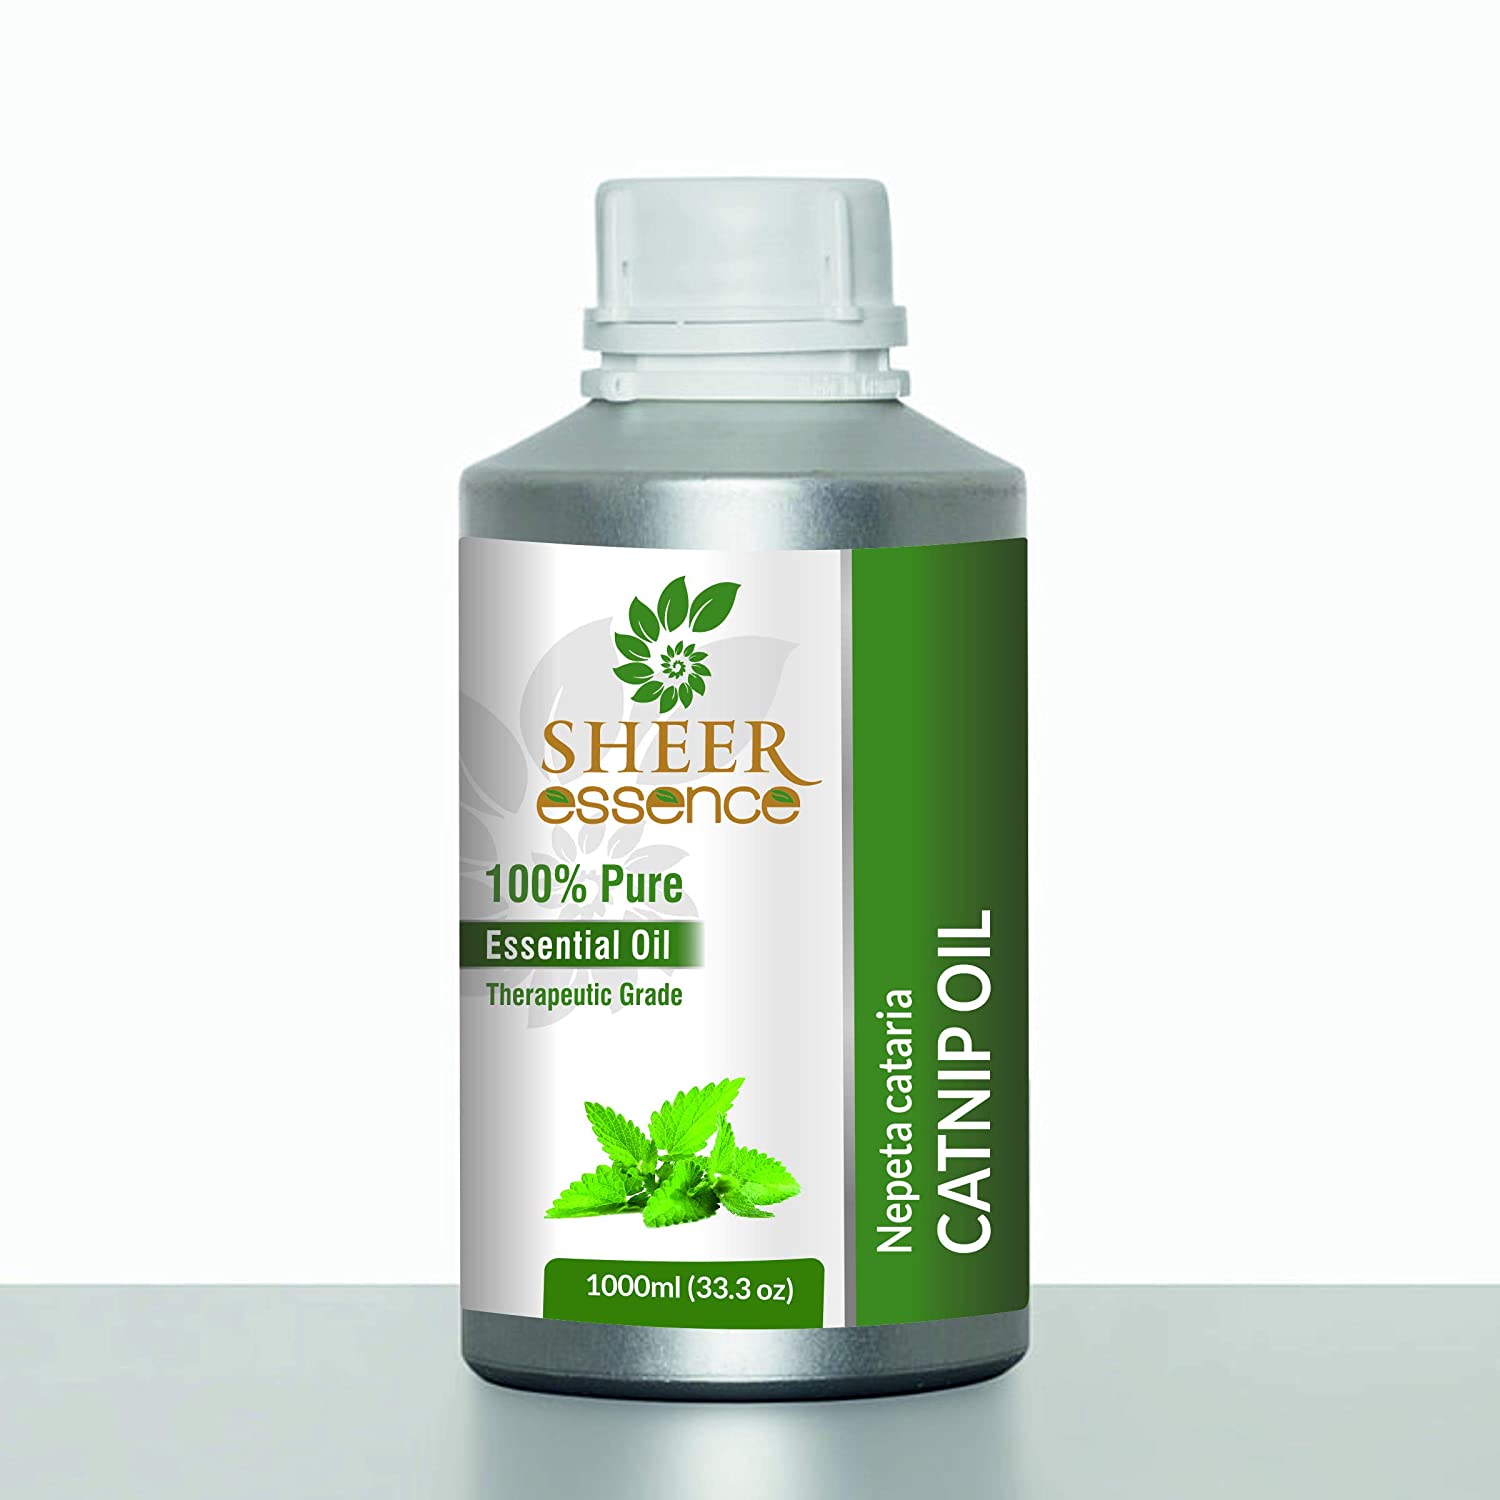 SHEER
essence
100% Pure
Essential Oil
Therapeutic Grade
1000ml (33.3 oz)
Nepeta cataria
CATNIP OIL